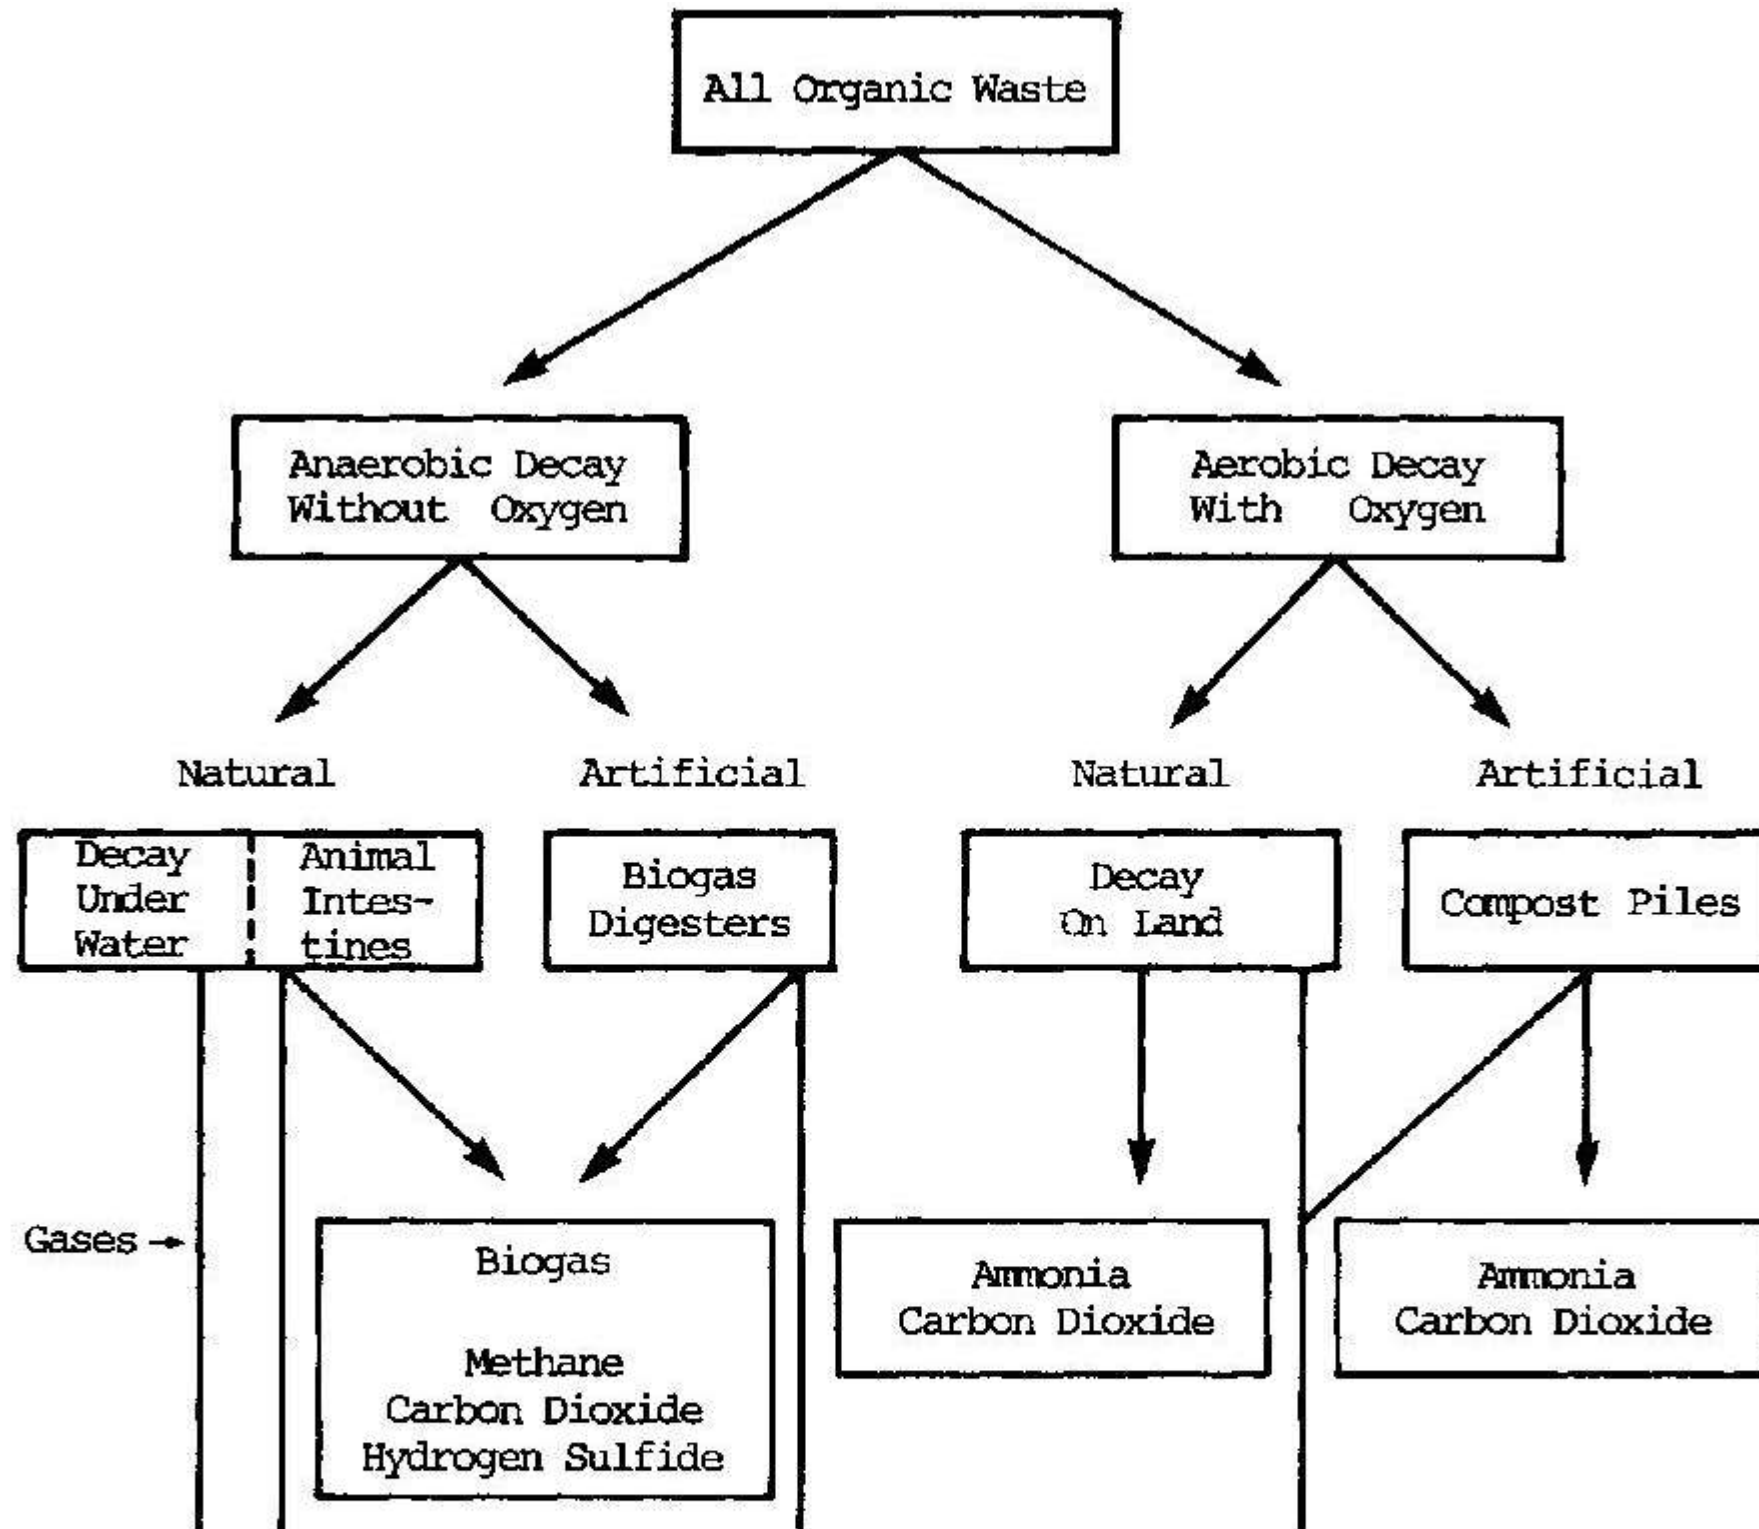 All Organic Waste
Anaerobic Decay
Without Oxygen
Aerobic Decay
With Oxygen
Natural
Artificial
Natural
Artificial
Decay
Under
Water
Animal
Intes-
tines
Biogas
Digesters
Decay
On Land
Compost Piles
Gases
Biogas
Methane
Carbon Dioxide
Hydrogen Sulfide
Ammonia
Carbon Dioxide
Ammonia
Carbon Dioxide